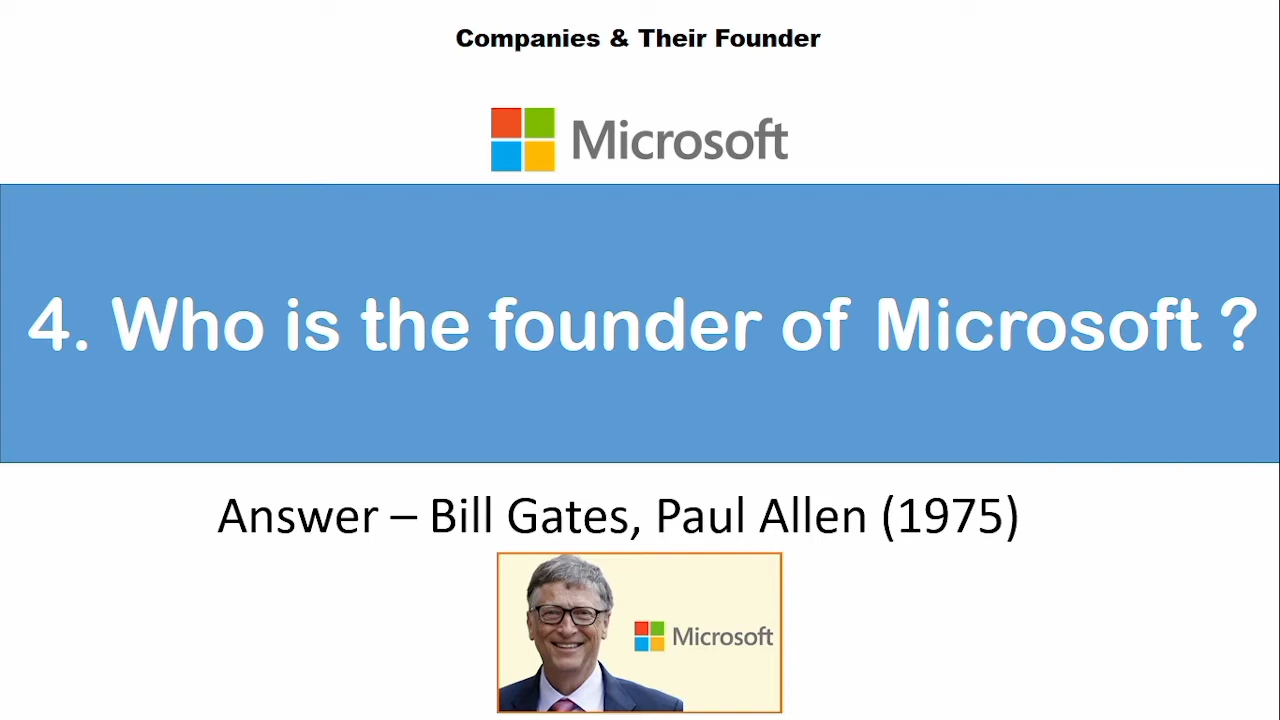 Companies & Their Founder
Microsoft
4. Who is the founder of Microsoft ?
Answer – Bill Gates, Paul Allen (1975)
Microsoft